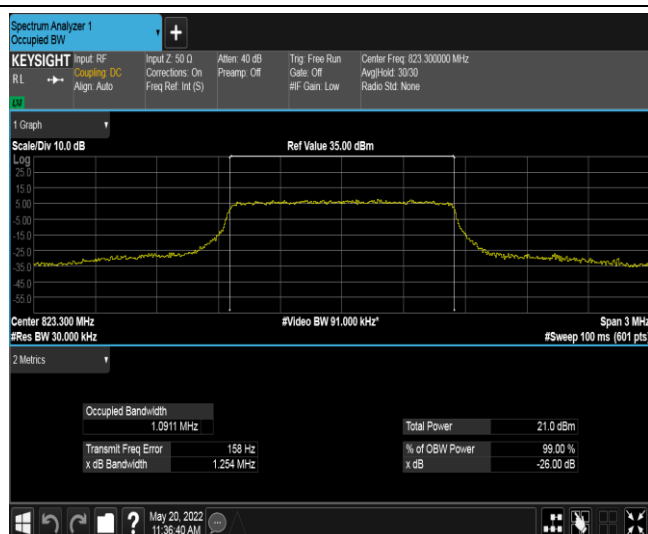 Spectrum Analyzer 1
Occupied BW
+
KEYSIGHT Input: RF Input Z: 50 Ω Atten: 40 dB Trig: Free Run Center Freq: 823.300000 MHz
RL Coupling: DC Corrections: On Preamp: Off Gate: Off Avg|Hold: 30/30
Align: Auto Freq Ref: Int (S) #IF Gain: Low Radio Std: None
1 Graph
Scale/Div 10.0 dB Ref Value 35.00 dBm
Log
25.0
15.0
5.00
-5.00
-15.0
-25.0
-35.0
-45.0
-55.0
Center 823.300 MHz #Video BW 91.000 kHz* Span 3 MHz
#Res BW 30.000 kHz #Sweep 100 ms (601 pts)
2 Metrics
Occupied Bandwidth
1.0911 MHz Total Power 21.0 dBm
Transmit Freq Error 158 Hz % of OBW Power 99.00 %
x dB Bandwidth 1.254 MHz x dB -26.00 dB
? May 20, 2022
11:36:40 AM